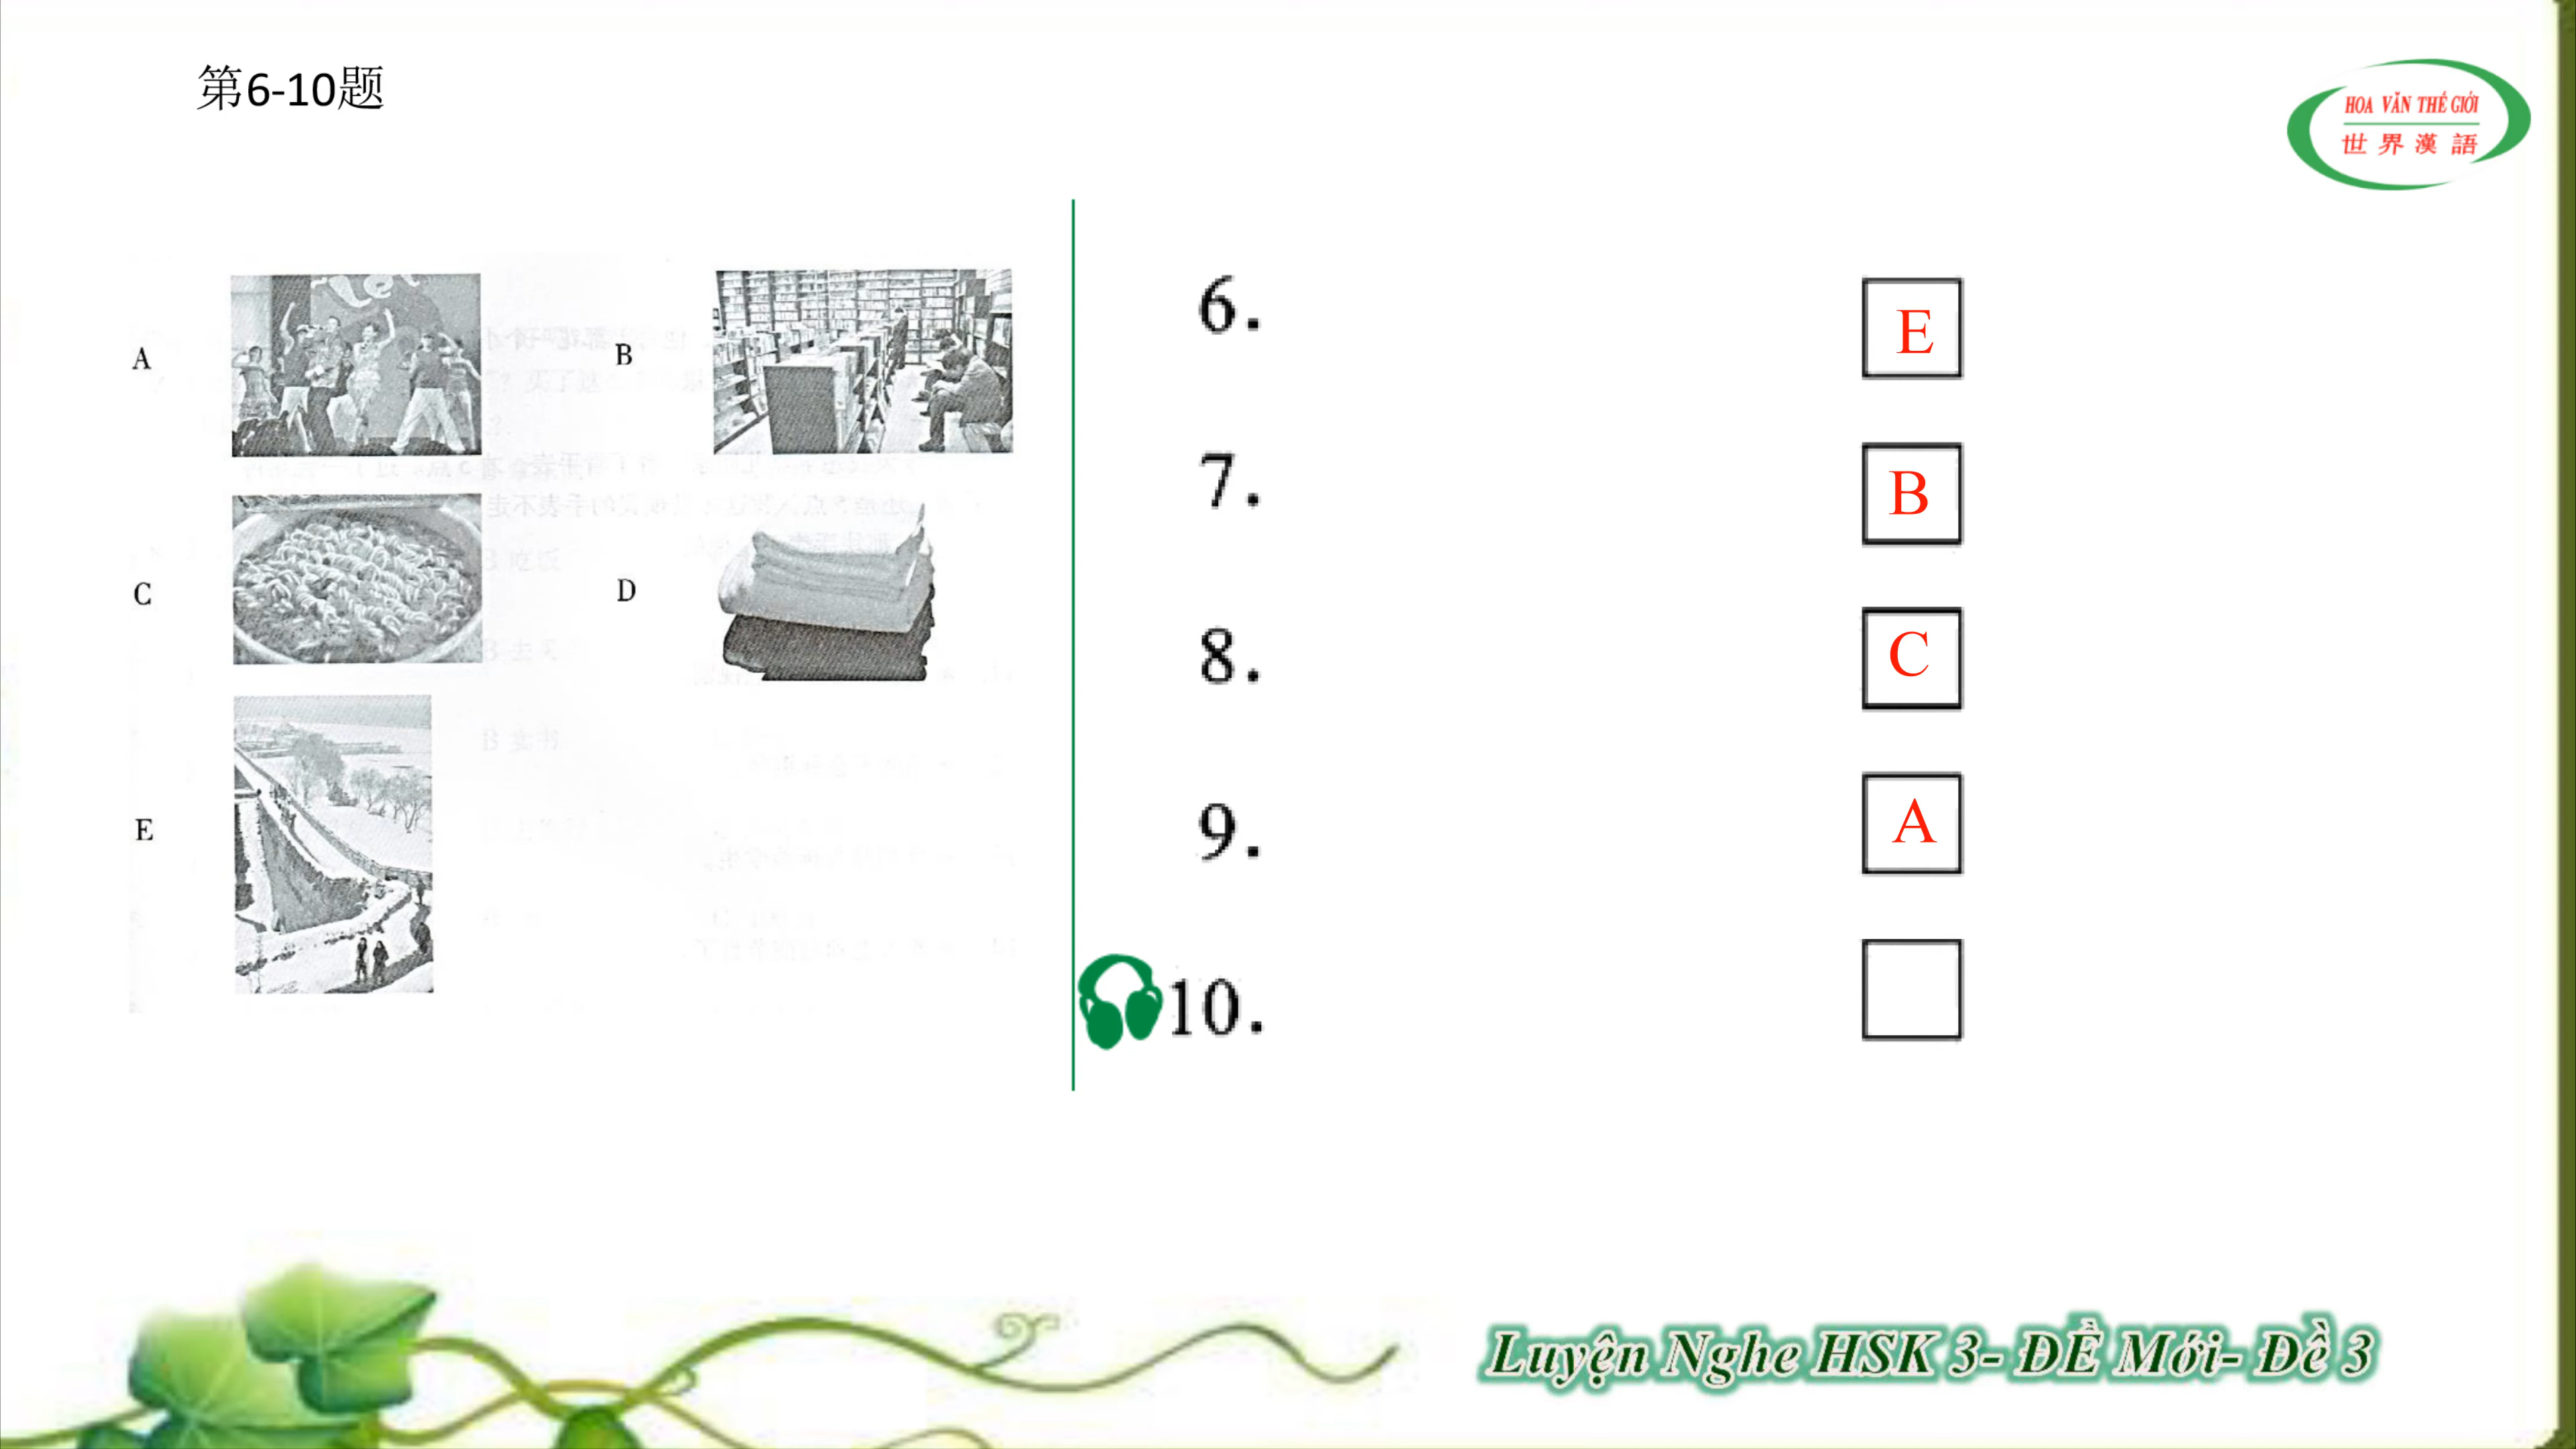 第6-10题
HOA VĂN THẾ GIỚI
世界漢語
A
B
C
D
E
6.
E
7.
B
8.
C
9.
A
10.
Luyện Nghe HSK 3- ĐỀ Mới- Đề 3